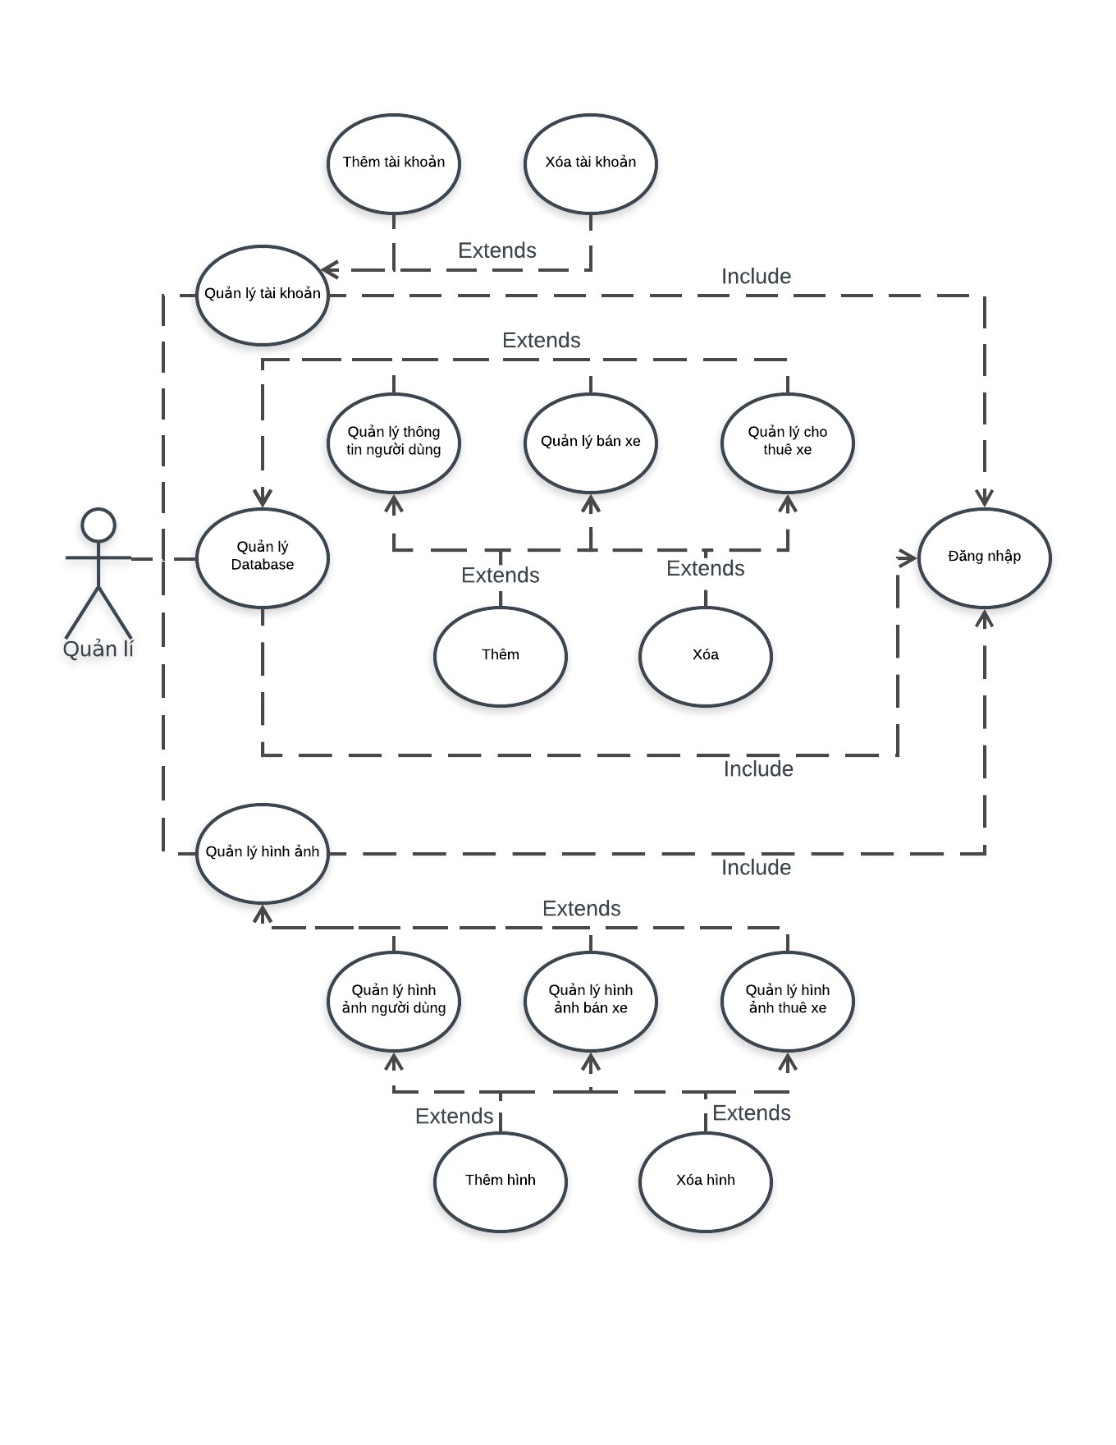 Thêm tài khoản
Xóa tài khoản
Extends
Quản lý tài khoản
Include
Extends
Quản lý thông
tin người dùng
Quản lý bán xe
Quản lý cho
thuê xe
Quản lý
Database
Đăng nhập
Extends
Extends
Quản lí
Thêm
Xóa
Include
Quản lý hình ảnh
Include
Extends
Quản lý hình
ảnh người dùng
Quản lý hình
ảnh bán xe
Quản lý hình
ảnh thuê xe
Extends
Extends
Thêm hình
Xóa hình